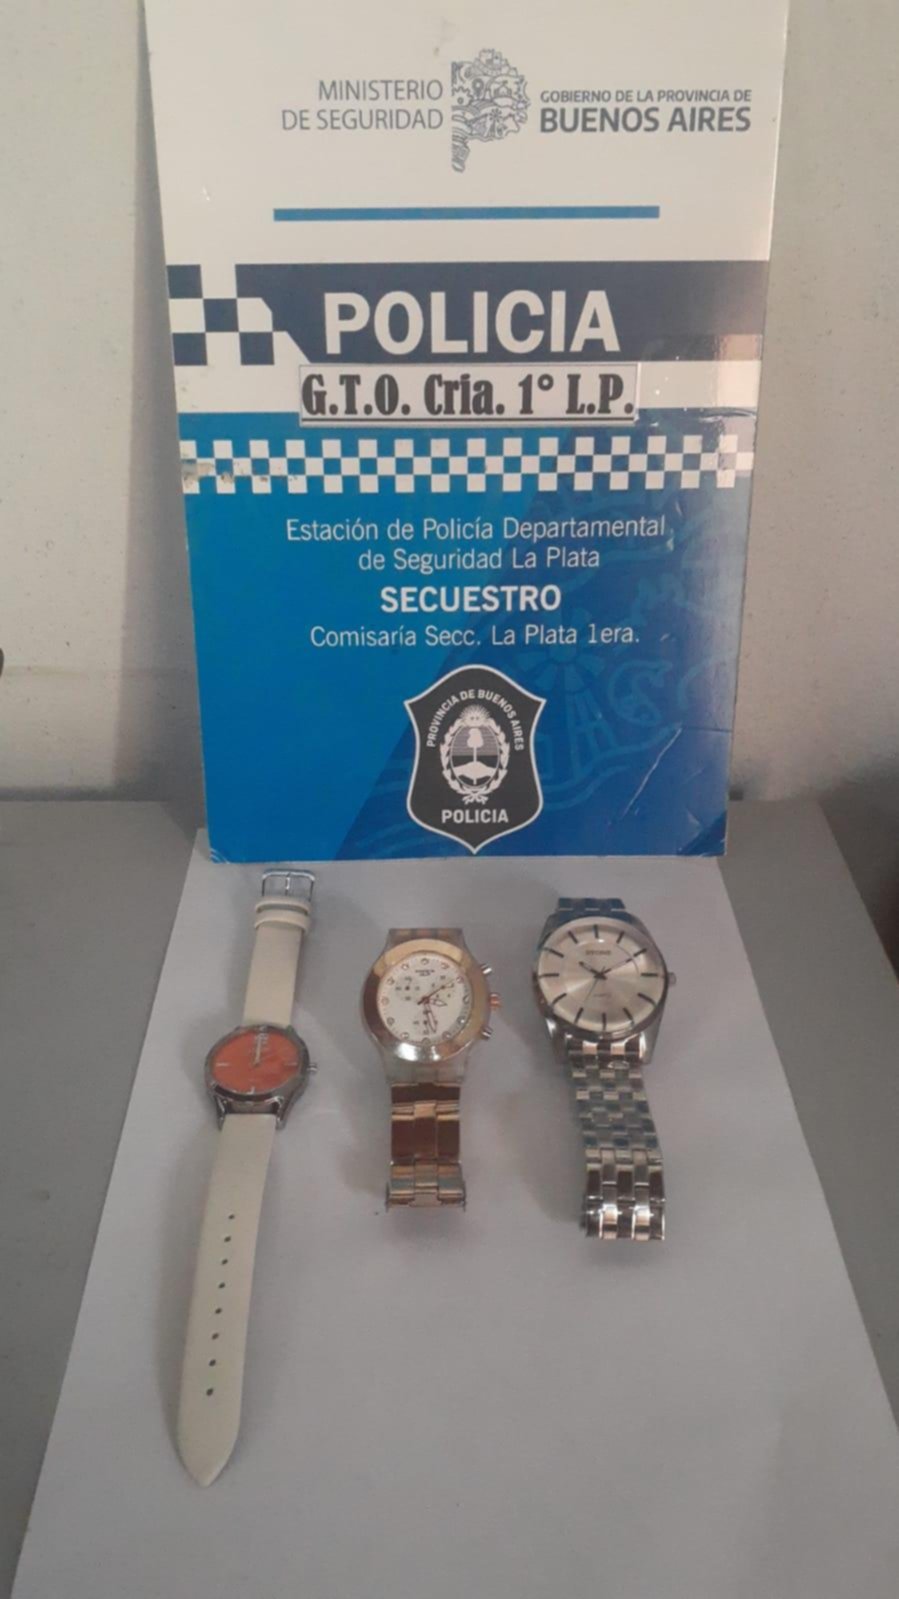 MINISTERIO
DE SEGURIDAD
GOBIERNO DE LA PROVINCIA DE
BUENOS AIRES
POLICIA
G.T.O. Cria. 1° L.P.
Estación de Policía Departamental
de Seguridad La Plata
SECUESTRO
Comisaría Secc. La Plata 1era.
PROVINCIA DE BUENOS AIRES
POLICIA
STONE